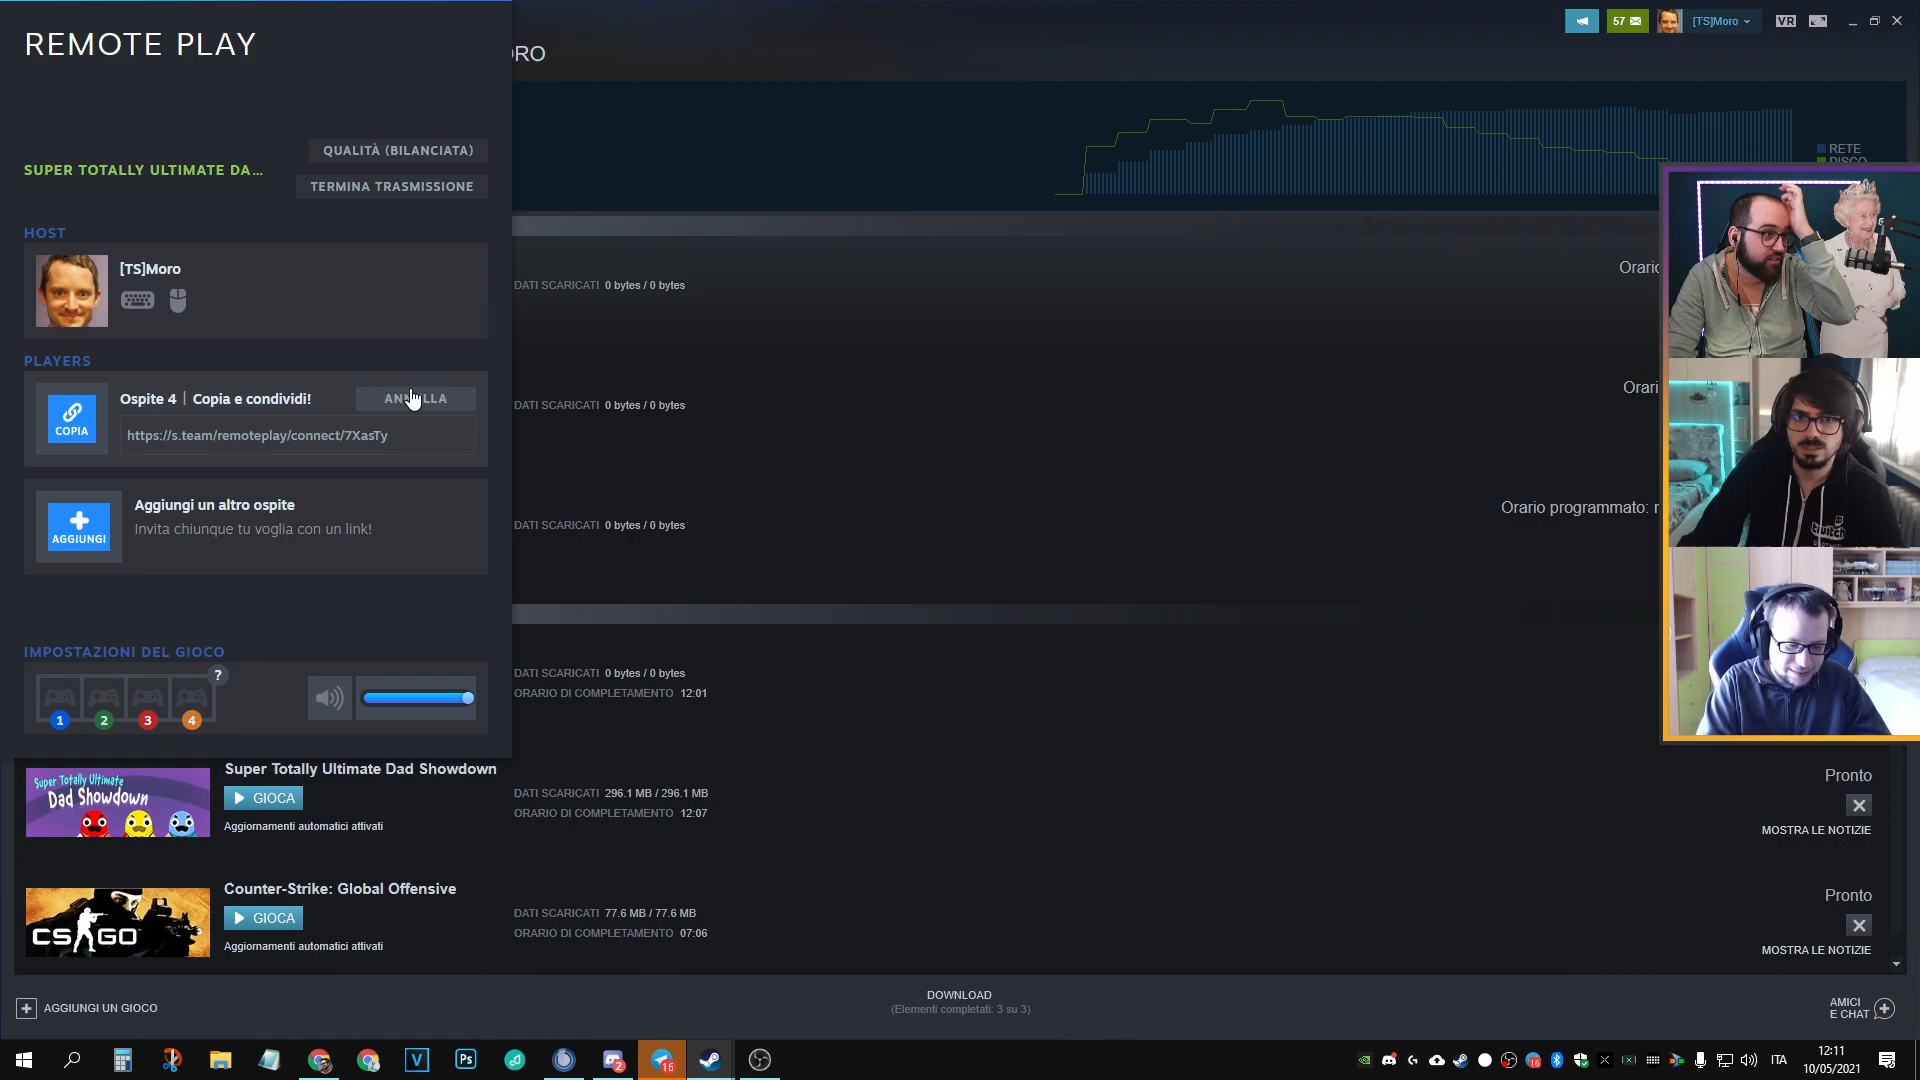 REMOTE PLAY
ORO
57
[TS]Moro
VR
QUALITÀ (BILANCIATA)
SUPER TOTALLY ULTIMATE DA...
TERMINA TRASMISSIONE
RETE
DISCO
HOST
[TS]Moro
DATI SCARICATI 0 bytes / 0 bytes
Orario
PLAYERS
Ospite 4 | Copia e condividi!
COPIA
https://s.team/remoteplay/connect/7XasTy
DATI SCARICATI 0 bytes / 0 bytes
Orari
Aggiungi un altro ospite
Invita chiunque tu voglia con un link!
AGGIUNGI
DATI SCARICATI 0 bytes / 0 bytes
Orario programmato:
twitch
IMPOSTAZIONI DEL GIOCO
?
1 2 3 4
DATI SCARICATI 0 bytes / 0 bytes
ORARIO DI COMPLETAMENTO 12:01
Super Totally Ultimate
Dad Showdown
Super Totally Ultimate Dad Showdown
GIOCA
Aggiornamenti automatici attivati
DATI SCARICATI 296.1 MB / 296.1 MB
ORARIO DI COMPLETAMENTO 12:07
Pronto
MOSTRA LE NOTIZIE
CS GO
Counter-Strike: Global Offensive
GIOCA
Aggiornamenti automatici attivati
DATI SCARICATI 77.6 MB / 77.6 MB
ORARIO DI COMPLETAMENTO 07:06
Pronto
MOSTRA LE NOTIZIE
AGGIUNGI UN GIOCO
DOWNLOAD
(Elementi completati: 3 su 3)
AMICI
E CHAT
V
Ps
2
16
16
ITA
12:11
10/05/2021